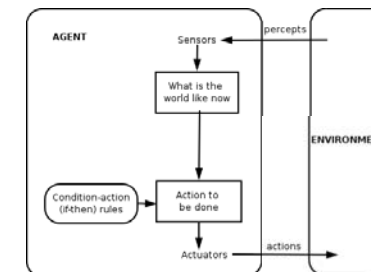 AGENT
Sensors
percepts
What is the
world like now
ENVIRONME
Condition-action
(if-then) rules
Action to
be done
Actuators
actions